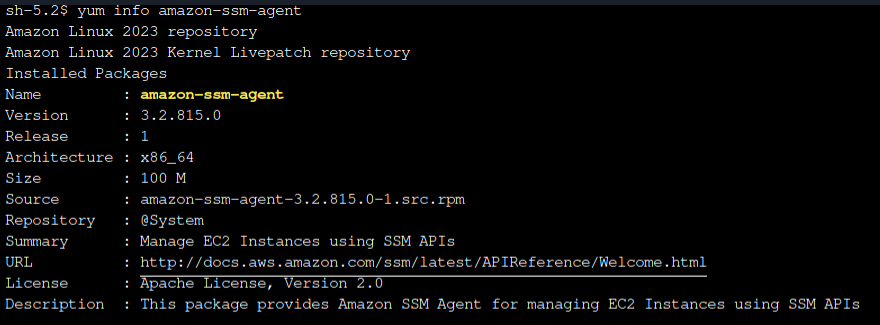 sh-5.2$ yum info amazon-ssm-agent
Amazon Linux 2023 repository
Amazon Linux 2023 Kernel Livepatch repository
Installed Packages
Name         : amazon-ssm-agent
Version      : 3.2.815.0
Release      : 1
Architecture : x86_64
Size         : 100 M
Source       : amazon-ssm-agent-3.2.815.0-1.src.rpm
Repository   : @System
Summary      : Manage EC2 Instances using SSM APIs
URL          : http://docs.aws.amazon.com/ssm/latest/APIReference/Welcome.html
License      : Apache License, Version 2.0
Description  : This package provides Amazon SSM Agent for managing EC2 Instances using SSM APIs